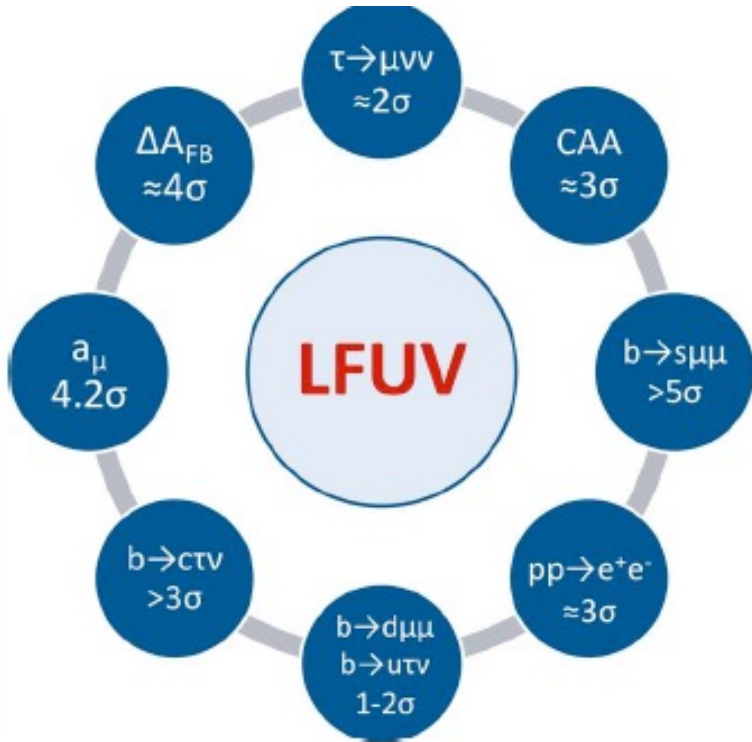 τ→μνν
≈2σ
CAA
≈3σ
b→sμμ
>5σ
pp→e⁺e⁻
≈3σ
b→dμμ
b→uτν
1-2σ
b→cτν
>3σ
aμ
4.2σ
ΔA_FB
≈4σ
LFUV